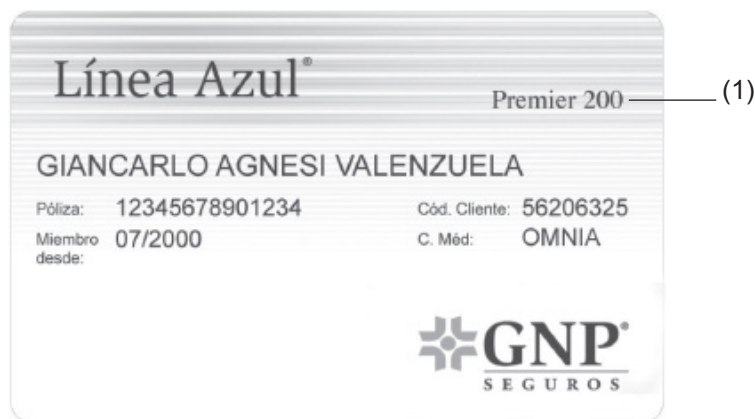 Línea Azul®
Premier 200 (1)
GIANCARLO AGNESI VALENZUELA
Póliza: 12345678901234 Cód. Cliente: 56206325
Miembro desde: 07/2000 C. Méd: OMNIA
GNP®
SEGUROS